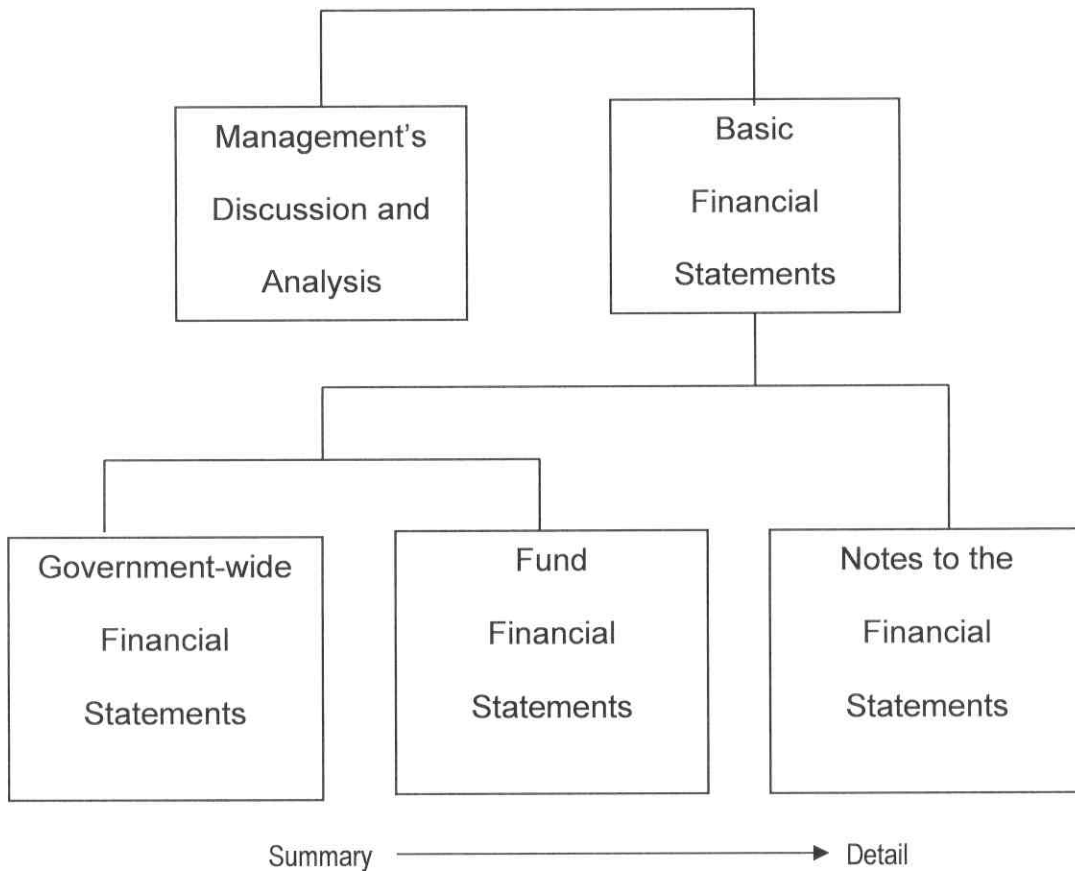 Management's
Discussion and
Analysis
Basic
Financial
Statements
Government-wide
Financial
Statements
Fund
Financial
Statements
Notes to the
Financial
Statements
Summary
Detail